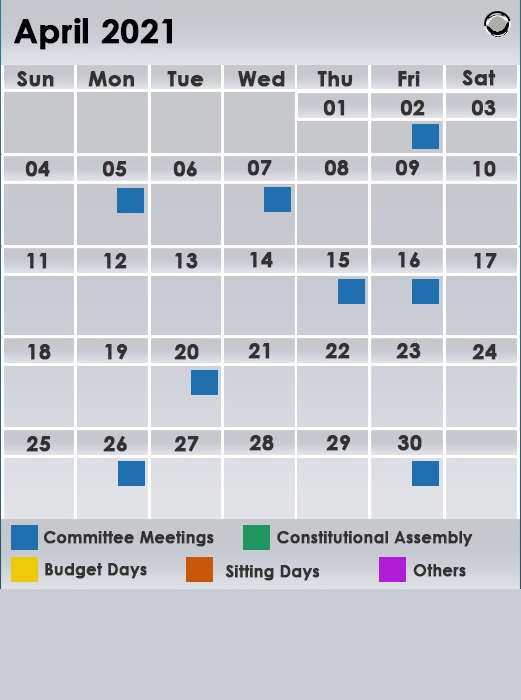 April 2021
Sun Mon Tue Wed Thu Fri Sat
01 02 03
04 05 06 07 08 09 10
11 12 13 14 15 16 17
18 19 20 21 22 23 24
25 26 27 28 29 30
Committee Meetings Constitutional Assembly
Budget Days Sitting Days Others